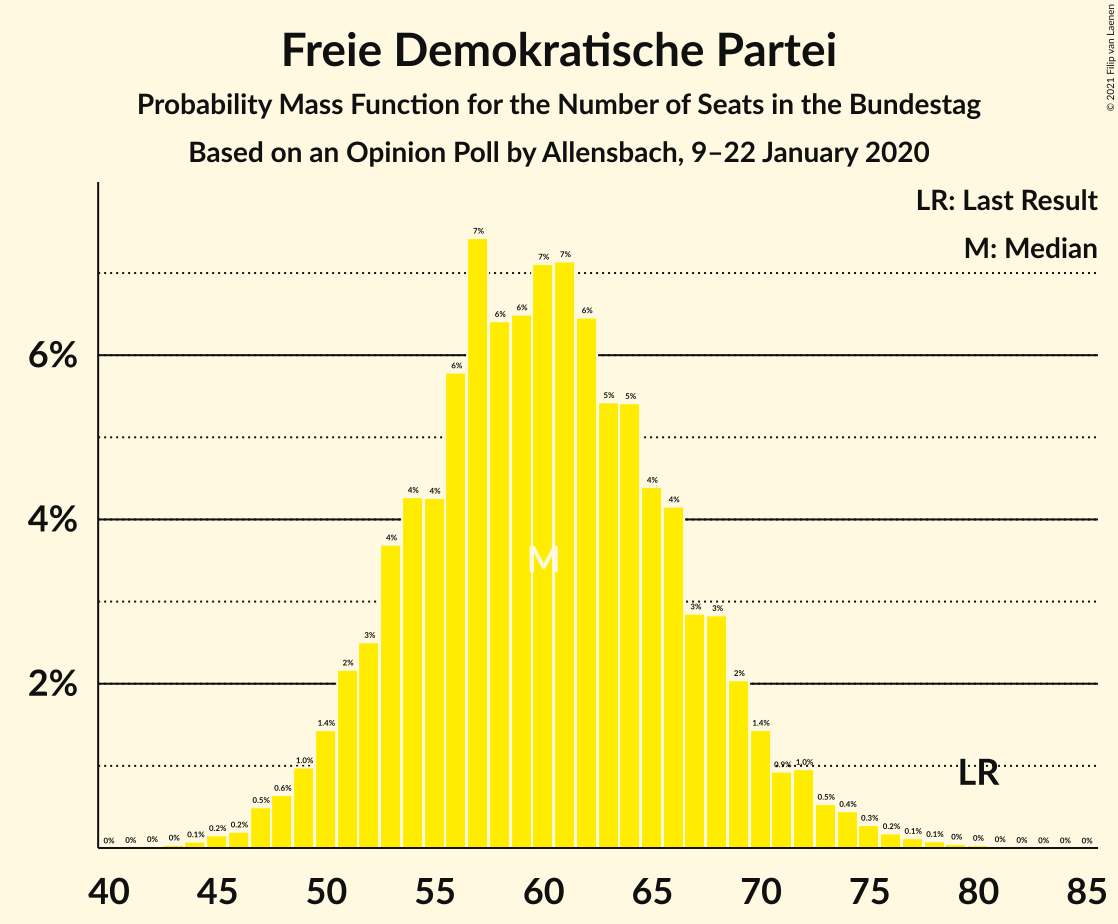 Freie Demokratische Partei
Probability Mass Function for the Number of Seats in the Bundestag
Based on an Opinion Poll by Allensbach, 9–22 January 2020
© 2021 Filip van Laenen
LR: Last Result
M: Median
6%
4%
2%
0% 0% 0% 0% 0.1% 0.2% 0.2% 0.5% 0.6% 1.0% 1.4% 2% 3% 4% 4% 4% 6% 7% 6% 6% 7% 7% 6% 5% 5% 4% 4% 3% 3% 2% 1.4% 0.9% 1.0% 0.5% 0.4% 0.3% 0.2% 0.1% 0.1% 0% 0% 0% 0% 0% 0% 0%
M
LR
40 45 50 55 60 65 70 75 80 85